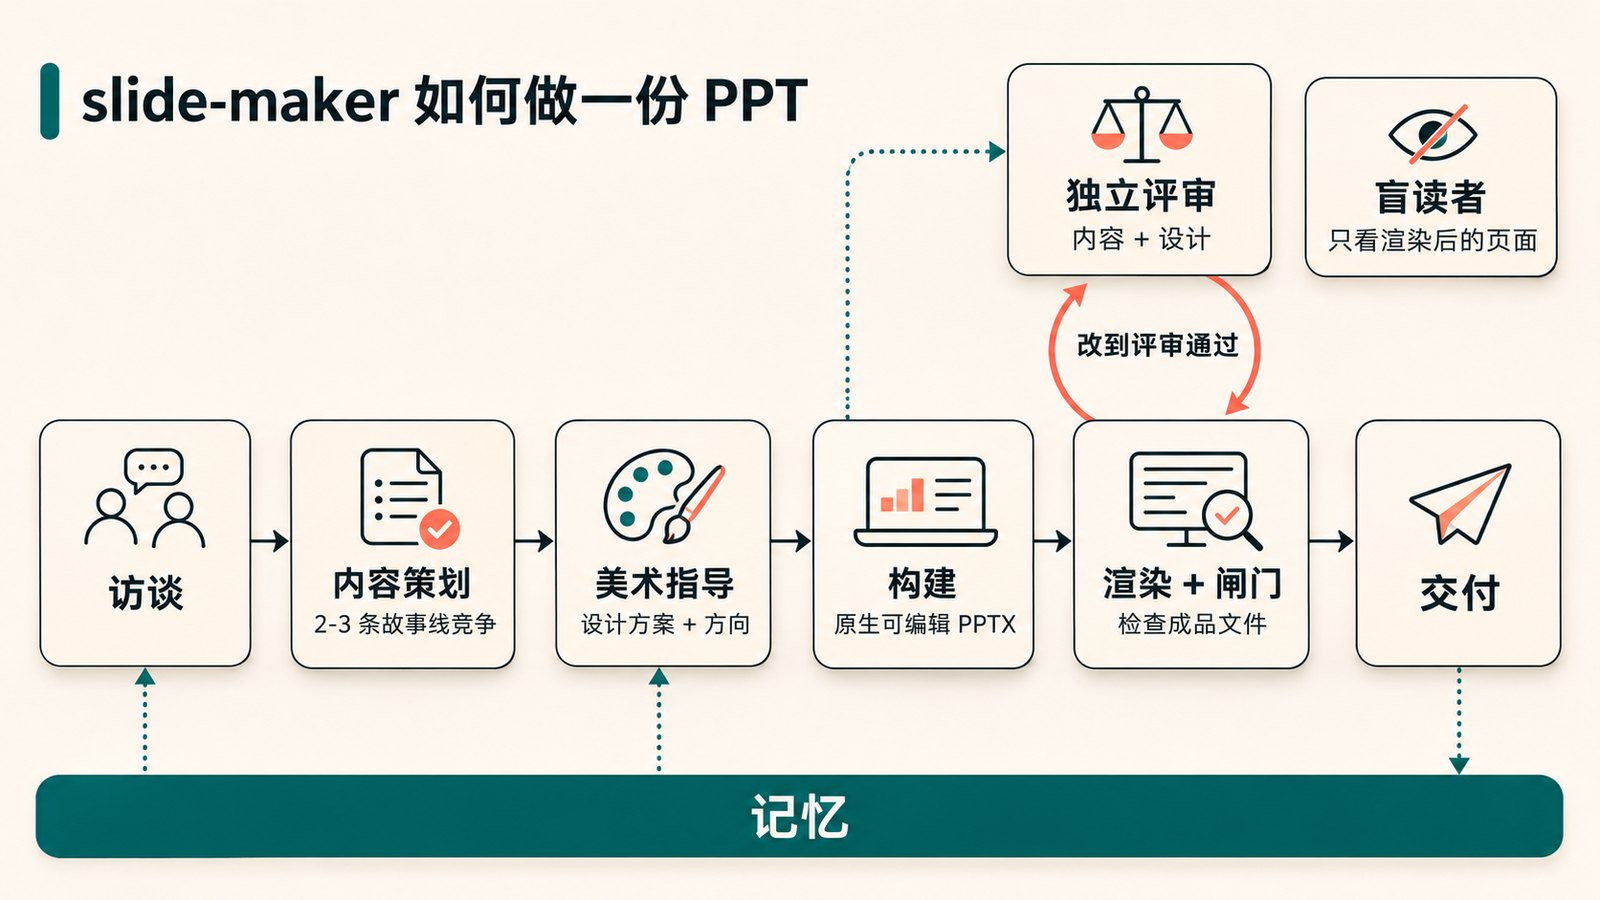 slide-maker 如何做一份 PPT
独立评审
内容 + 设计
盲读者
只看渲染后的页面
改到评审通过
访谈
内容策划
2-3 条故事线竞争
美术指导
设计方案 + 方向
构建
原生可编辑 PPTX
渲染 + 闸门
检查成品文件
交付
记忆